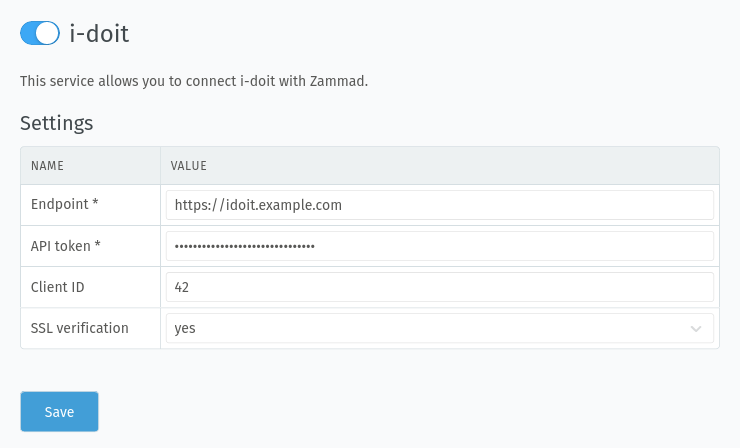 i-doit
This service allows you to connect i-doit with Zammad.
Settings
NAME VALUE
Endpoint * https://idoit.example.com
API token * •••••••••••••••••••••••••••••••
Client ID 42
SSL verification yes
Save